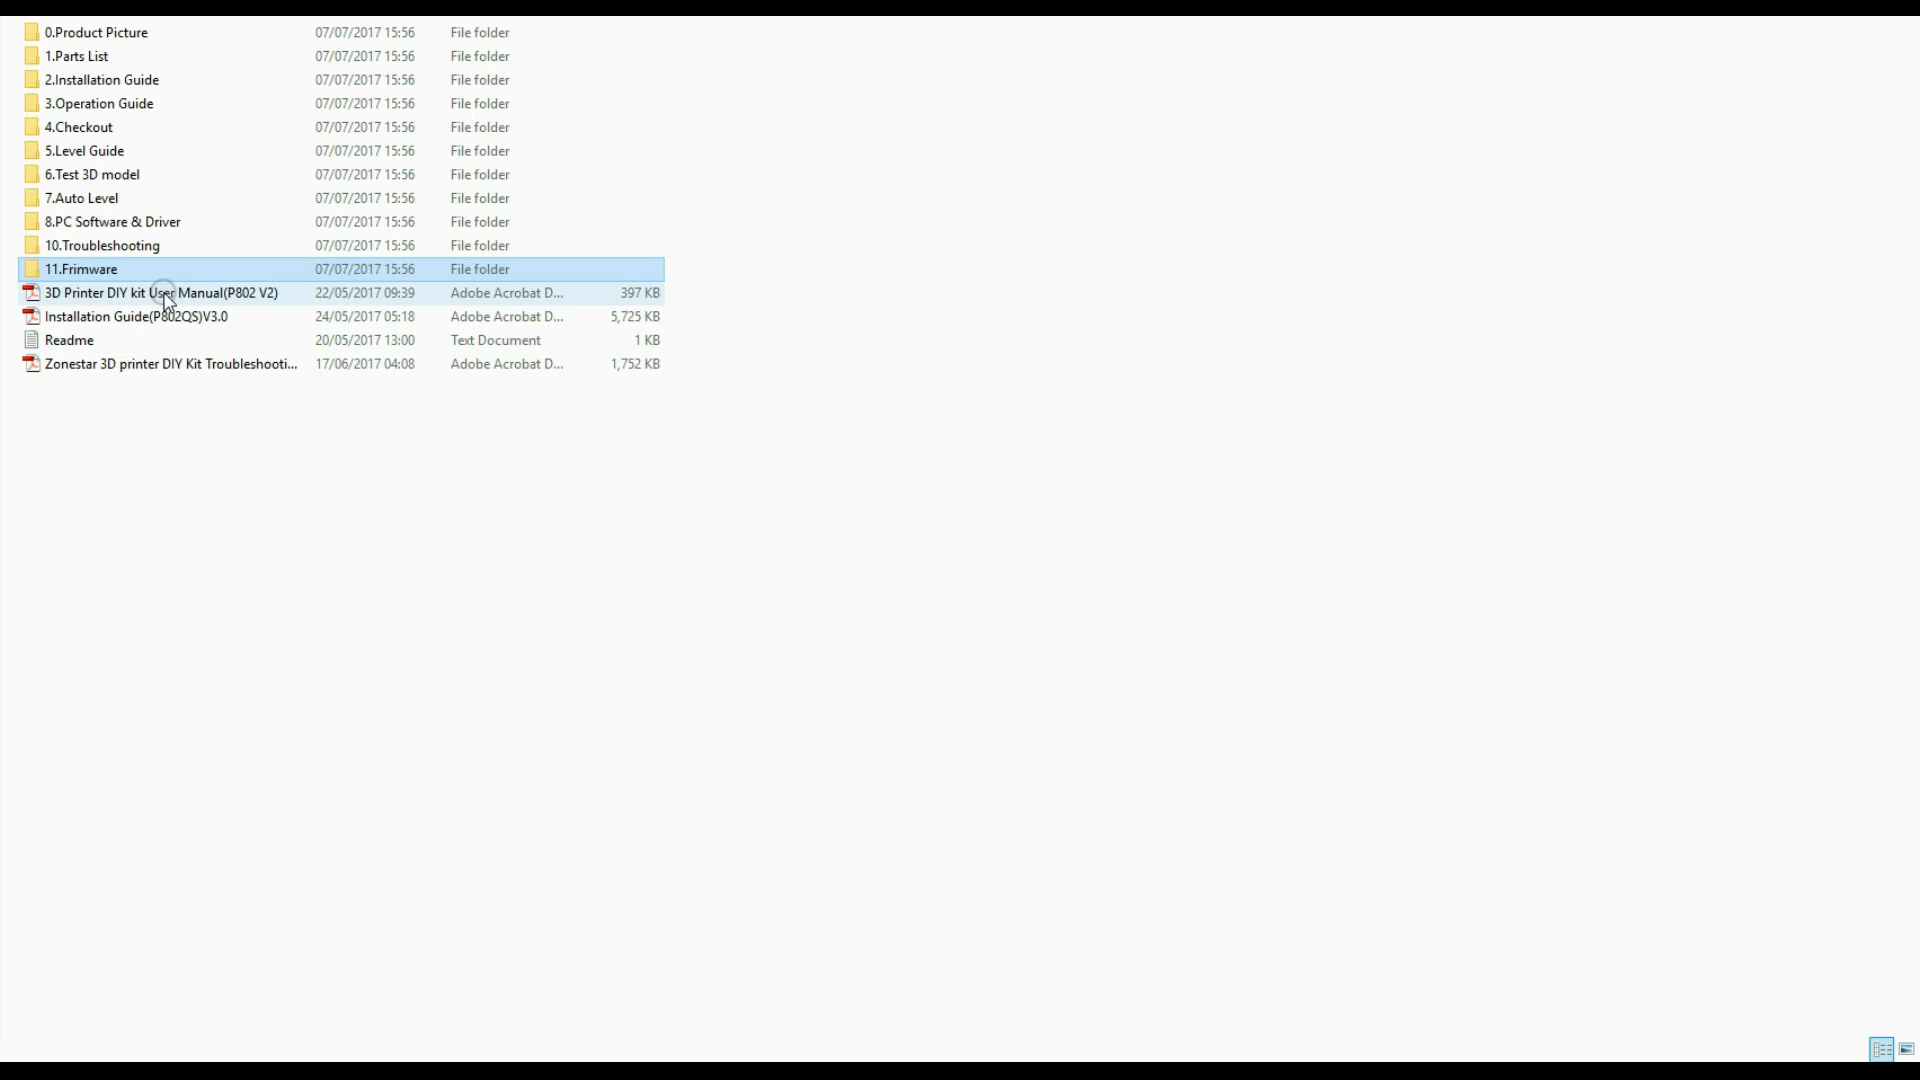 0.Product Picture 07/07/2017 15:56 File folder
1.Parts List 07/07/2017 15:56 File folder
2.Installation Guide 07/07/2017 15:56 File folder
3.Operation Guide 07/07/2017 15:56 File folder
4.Checkout 07/07/2017 15:56 File folder
5.Level Guide 07/07/2017 15:56 File folder
6.Test 3D model 07/07/2017 15:56 File folder
7.Auto Level 07/07/2017 15:56 File folder
8.PC Software & Driver 07/07/2017 15:56 File folder
10.Troubleshooting 07/07/2017 15:56 File folder
11.Frimware 07/07/2017 15:56 File folder
3D Printer DIY kit User Manual(P802 V2) 22/05/2017 09:39 Adobe Acrobat D... 397 KB
Installation Guide(P802QS)V3.0 24/05/2017 05:18 Adobe Acrobat D... 5,725 KB
Readme 20/05/2017 13:00 Text Document 1 KB
Zonestar 3D printer DIY Kit Troubleshooti... 17/06/2017 04:08 Adobe Acrobat D... 1,752 KB